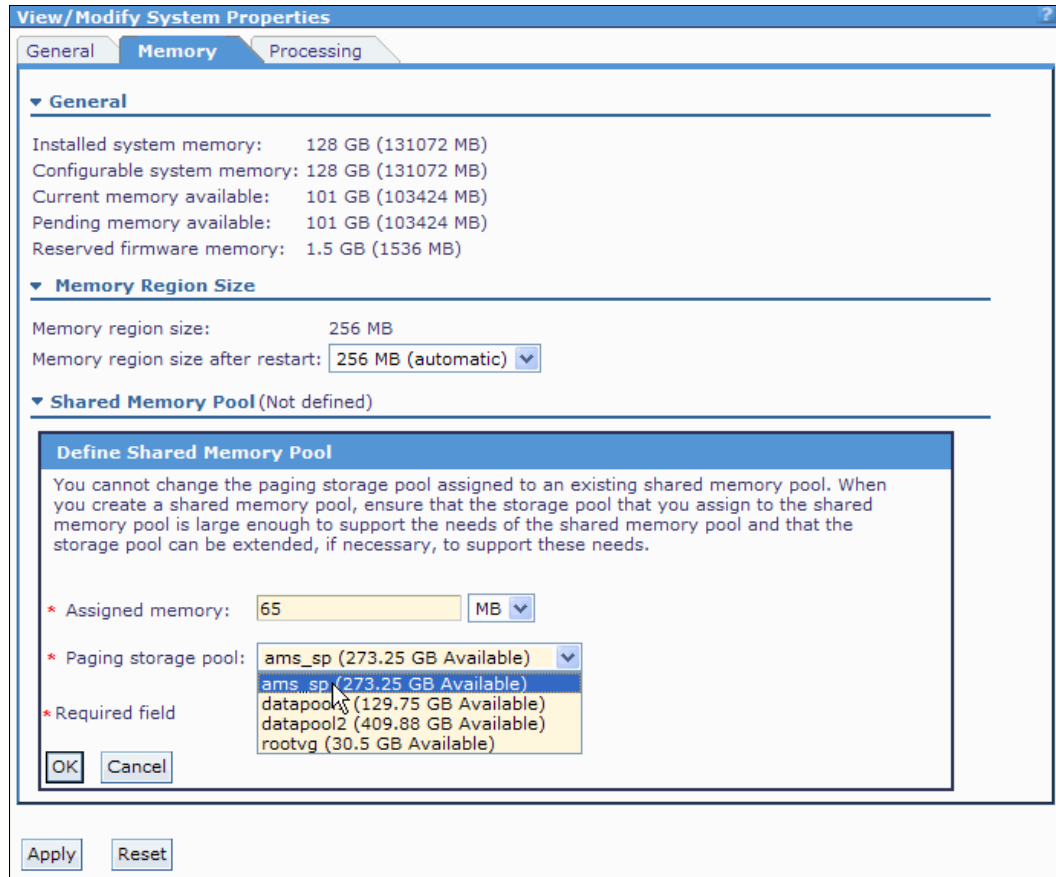 View/Modify System Properties ?
General Memory Processing
General
Installed system memory: 128 GB (131072 MB)
Configurable system memory: 128 GB (131072 MB)
Current memory available: 101 GB (103424 MB)
Pending memory available: 101 GB (103424 MB)
Reserved firmware memory: 1.5 GB (1536 MB)
Memory Region Size
Memory region size: 256 MB
Memory region size after restart: 256 MB (automatic)
Shared Memory Pool (Not defined)
Define Shared Memory Pool
You cannot change the paging storage pool assigned to an existing shared memory pool. When
you create a shared memory pool, ensure that the storage pool that you assign to the shared
memory pool is large enough to support the needs of the shared memory pool and that the
storage pool can be extended, if necessary, to support these needs.
* Assigned memory: 65 MB
* Paging storage pool: ams_sp (273.25 GB Available)
ams_sp (273.25 GB Available)
(129.75 GB Available)
datapool2 (409.88 GB Available)
rootvg (30.5 GB Available)
* Required field
OK Cancel
Apply Reset